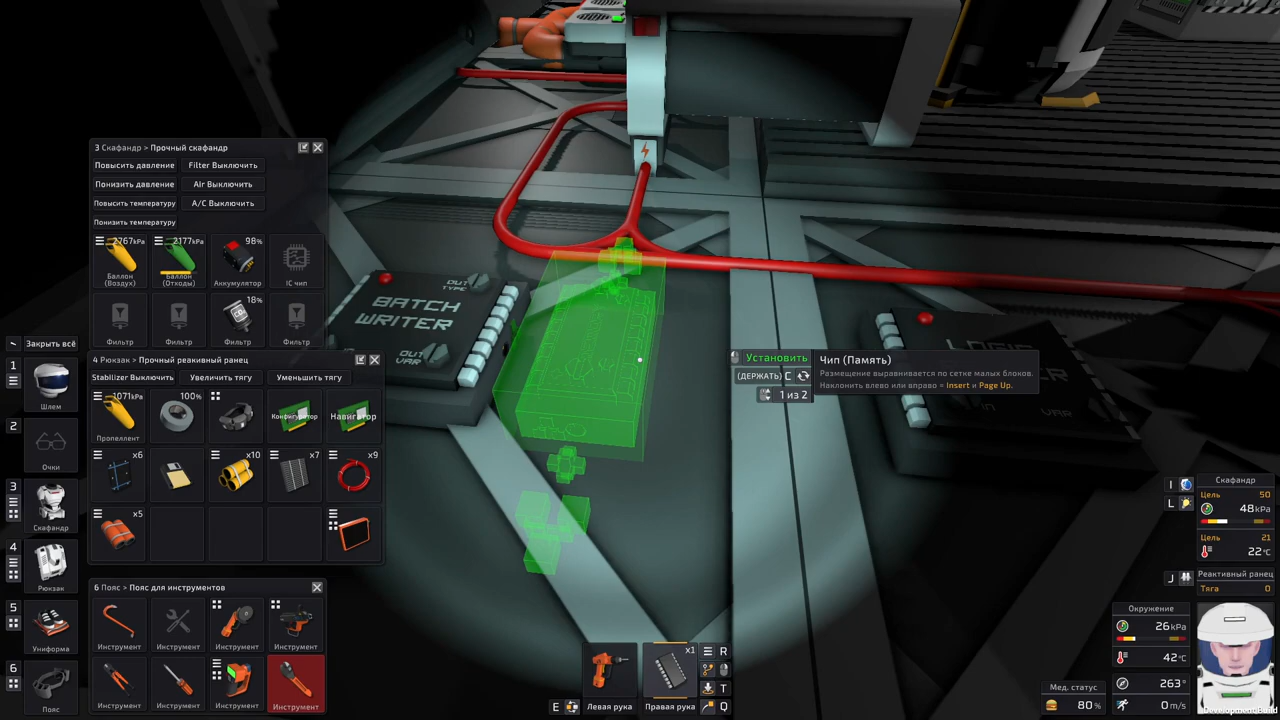 3 Скафандр > Прочный скафандр
Повысить давление
Filter Выключить
Понизить давление
Air Выключить
Повысить температуру
A/C Выключить
Понизить температуру
2767kPa
Баллон (Воздух)
2177kPa
Баллон (Отходы)
98%
Аккумулятор
IC чип
Фильтр
Фильтр
18%
Фильтр
Фильтр
~
Закрыть всё
1
Шлем
2
Очки
3
Скафандр
4
Рюкзак
5
Униформа
6
Пояс
4 Рюкзак > Прочный реактивный ранец
Stabilizer Выключить
Увеличить тягу
Уменьшить тягу
1071kPa
Пропеллент
100%
Конфигуратор
Навигатор
x6
x10
x7
x9
x5
6 Пояс > Пояс для инструментов
Инструмент
Инструмент
Инструмент
Инструмент
Инструмент
Инструмент
Инструмент
Инструмент
BATCH
WRITER
OUT
TYPE
OUT
VAR
IN
VAR
Установить
(ДЕРЖАТЬ) C
1 из 2
Чип (Память)
Размещение выравнивается по сетке малых блоков.
Наклонить влево или вправо = Insert и Page Up.
E
Левая рука
x1
Правая рука
R
T
Q
I
L
J
Скафандр
Цель 50
48kPa
Цель 21
22°C
Реактивный ранец
Тяга 0
Окружение
26kPa
42°C
263°
0m/s
Мед. статус
80 %
Development Build